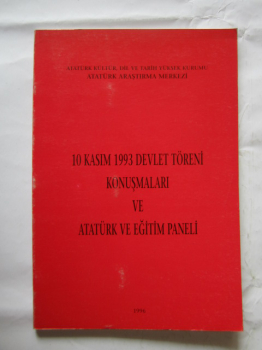 ATATÜRK KÜLTÜR, DİL VE TARİH YÜKSEK KURUMU
ATATÜRK ARAŞTIRMA MERKEZİ
10 KASIM 1993 DEVLET TÖRENİ
KONUŞMALARI
VE
ATATÜRK VE EĞİTİM PANELİ